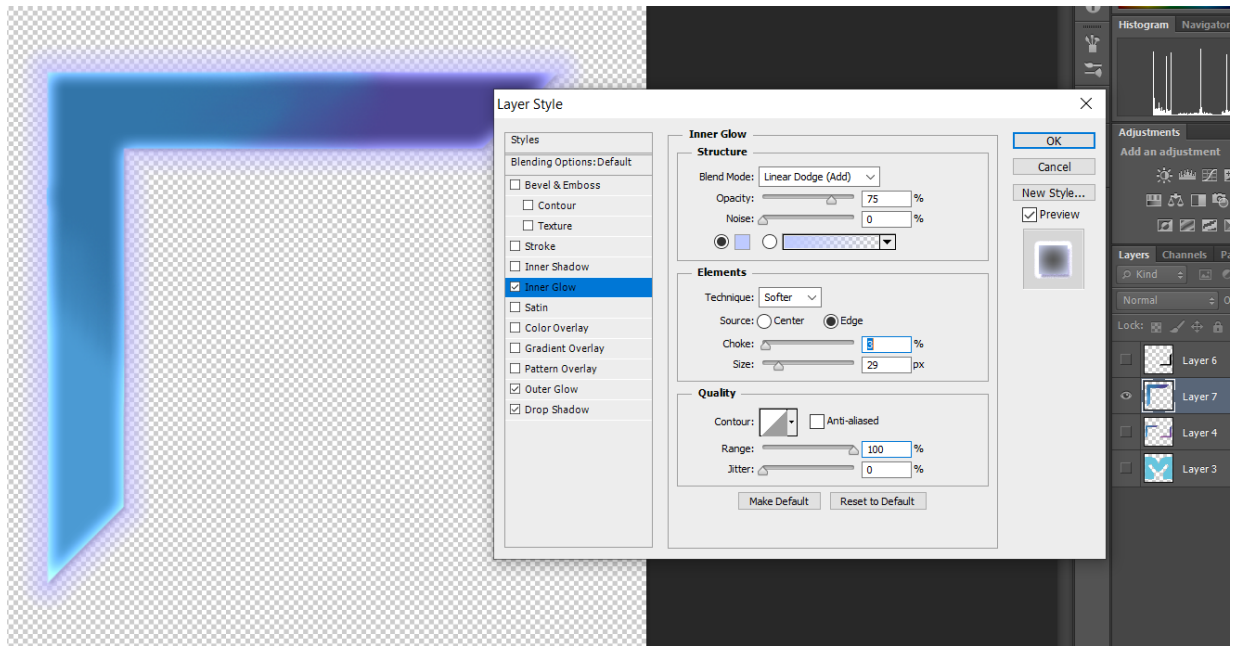 Layer Style
Styles
Blending Options:Default
Bevel & Emboss
Contour
Texture
Stroke
Inner Shadow
Inner Glow
Satin
Color Overlay
Gradient Overlay
Pattern Overlay
Outer Glow
Drop Shadow
Inner Glow
Structure
Blend Mode: Linear Dodge (Add)
Opacity: 75 %
Noise: 0 %
Elements
Technique: Softer
Source: Center Edge
Choke: 3 %
Size: 29 px
Quality
Contour: Anti-aliased
Range: 100 %
Jitter: 0 %
Make Default Reset to Default
OK
Cancel
New Style...
Preview
Histogram Navigator
Adjustments
Add an adjustment
Layers Channels Pa
Kind
Normal O
Lock:
Layer 6
Layer 7
Layer 4
Layer 3